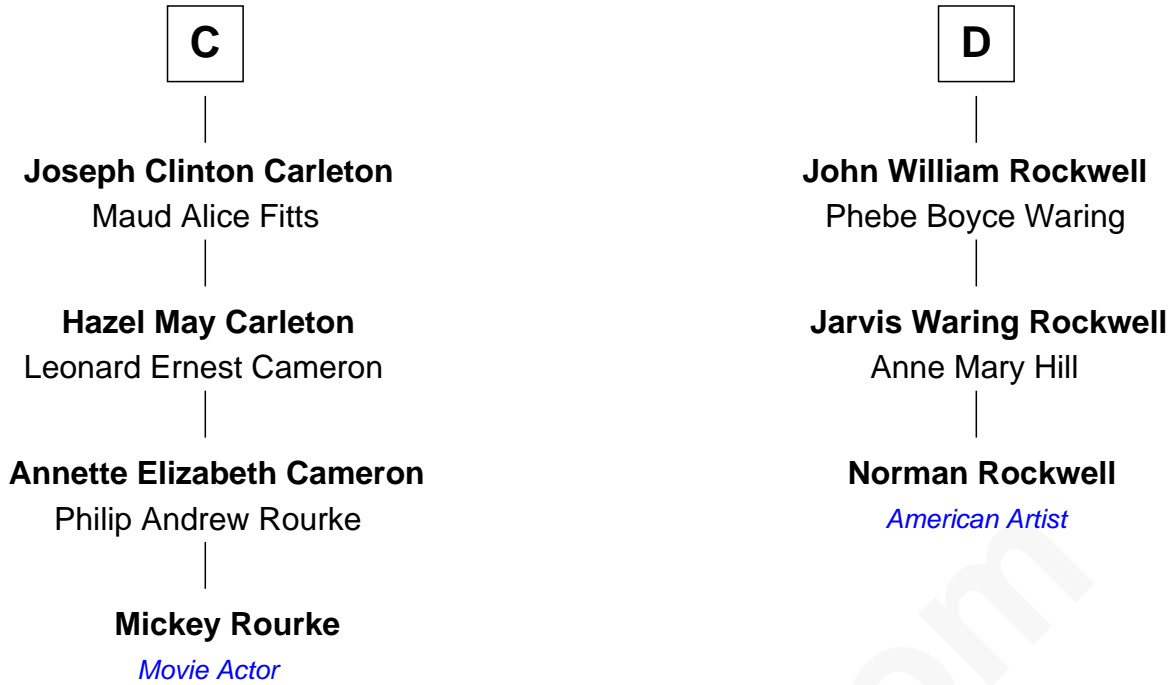 C
Joseph Clinton Carleton
Maud Alice Fitts
Hazel May Carleton
Leonard Ernest Cameron
Annette Elizabeth Cameron
Philip Andrew Rourke
Mickey Rourke
Movie Actor
D
John William Rockwell
Phebe Boyce Waring
Jarvis Waring Rockwell
Anne Mary Hill
Norman Rockwell
American Artist
om